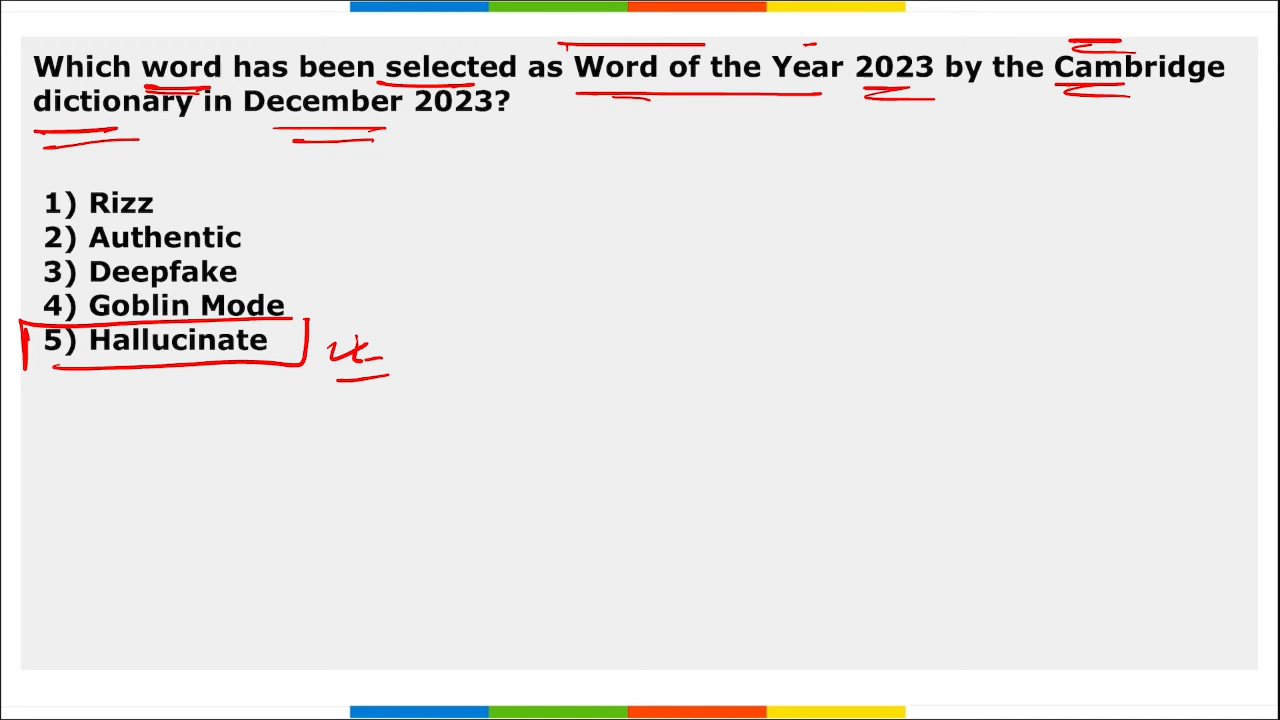 Which word has been selected as Word of the Year 2023 by the Cambridge
dictionary in December 2023?
1) Rizz
2) Authentic
3) Deepfake
4) Goblin Mode
5) Hallucinate